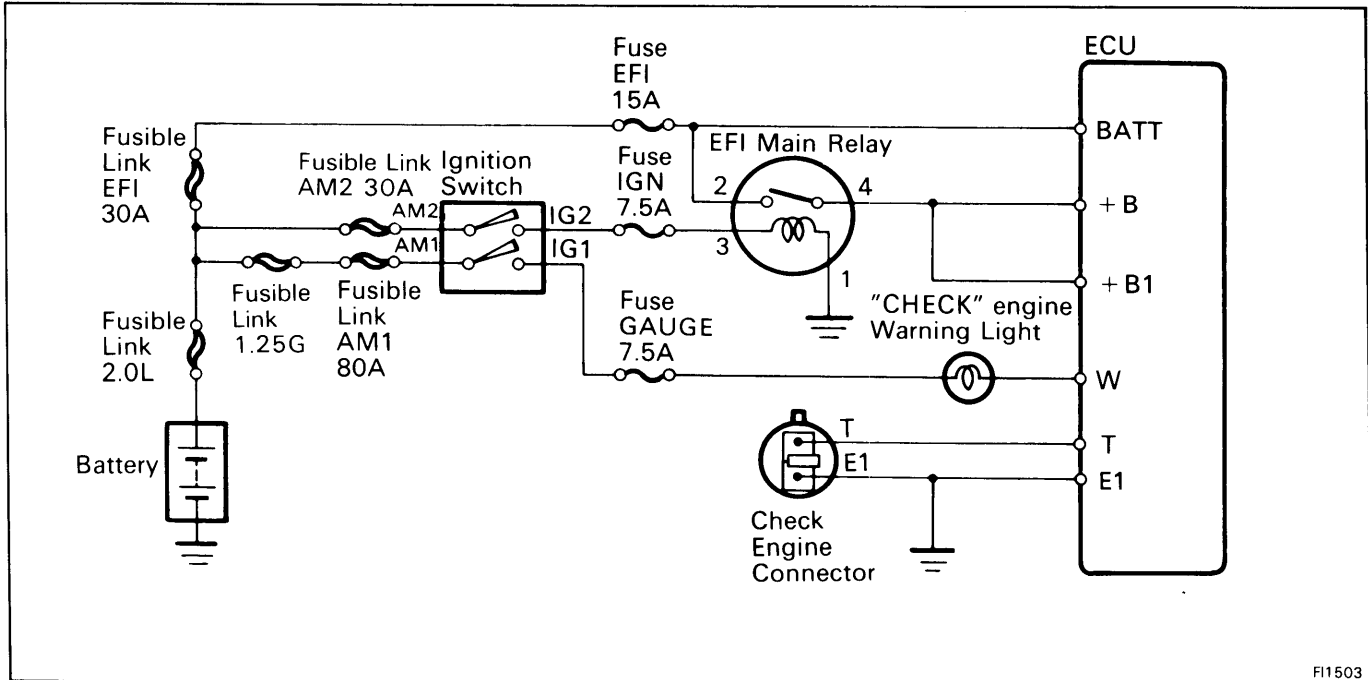 Fuse
EFI
15A
ECU
BATT
Fusible
Link
EFI
30A
Fusible Link
AM2 30A
Ignition
Switch
AM2
AM1
IG2
IG1
Fuse
IGN
7.5A
EFI Main Relay
2
4
3
1
+B
+B1
Fusible
Link
2.0L
Fusible
Link
1.25G
Fusible
Link
AM1
80A
Fuse
GAUGE
7.5A
"CHECK" engine
Warning Light
W
Battery
T
E1
T
E1
Check
Engine
Connector
FI1503